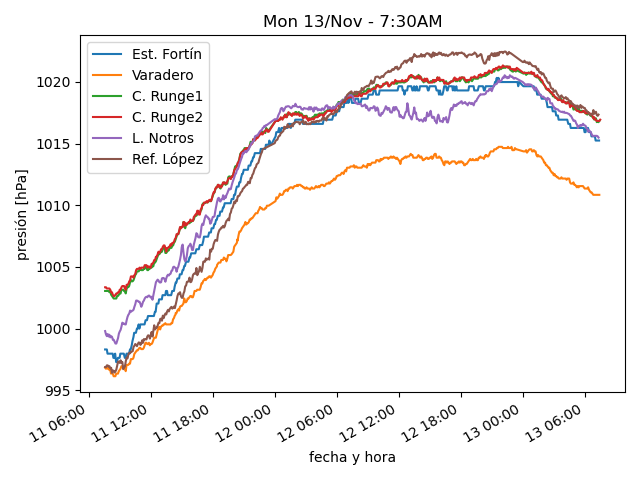 Mon 13/Nov - 7:30AM
Est. Fortín
Varadero
C. Runge1
C. Runge2
L. Notros
Ref. López
presión [hPa]
1020
1015
1010
1005
1000
995
11 06:00
11 12:00
11 18:00
12 00:00
12 06:00
12 12:00
12 18:00
13 00:00
13 06:00
fecha y hora